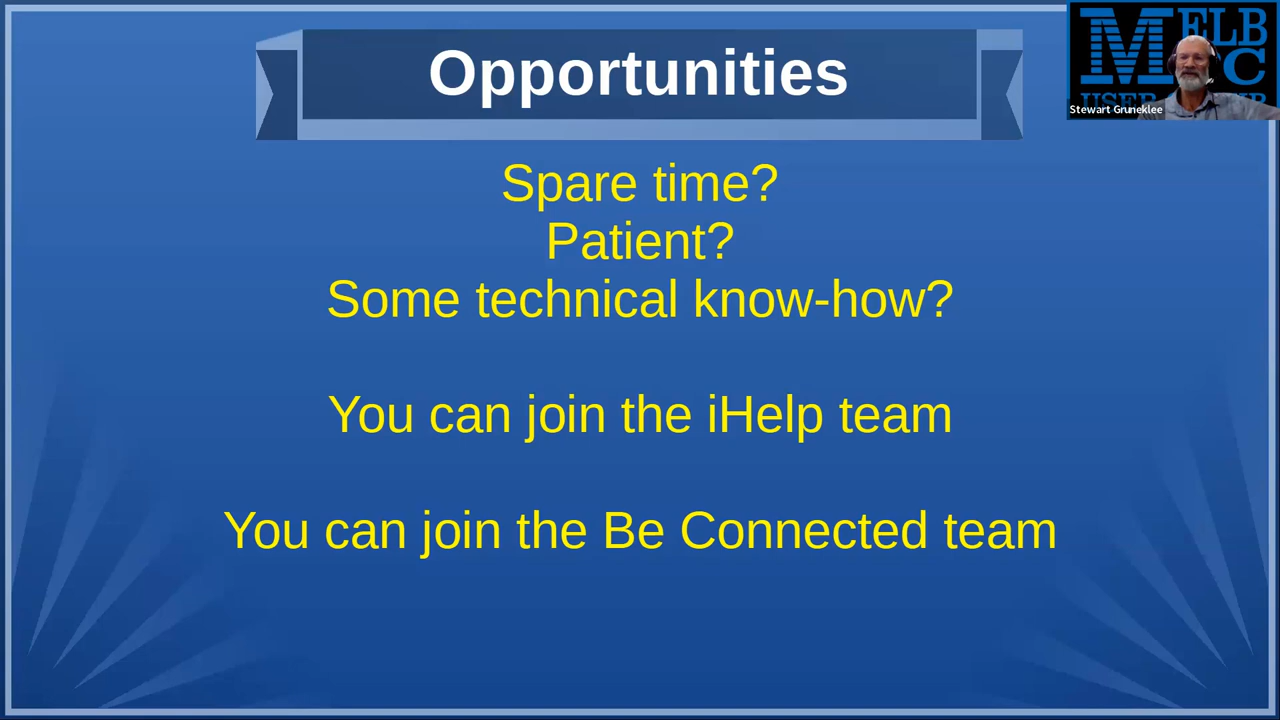 Opportunities
MELB
C
Stewart Gruneklee
Spare time?
Patient?
Some technical know-how?
You can join the iHelp team
You can join the Be Connected team